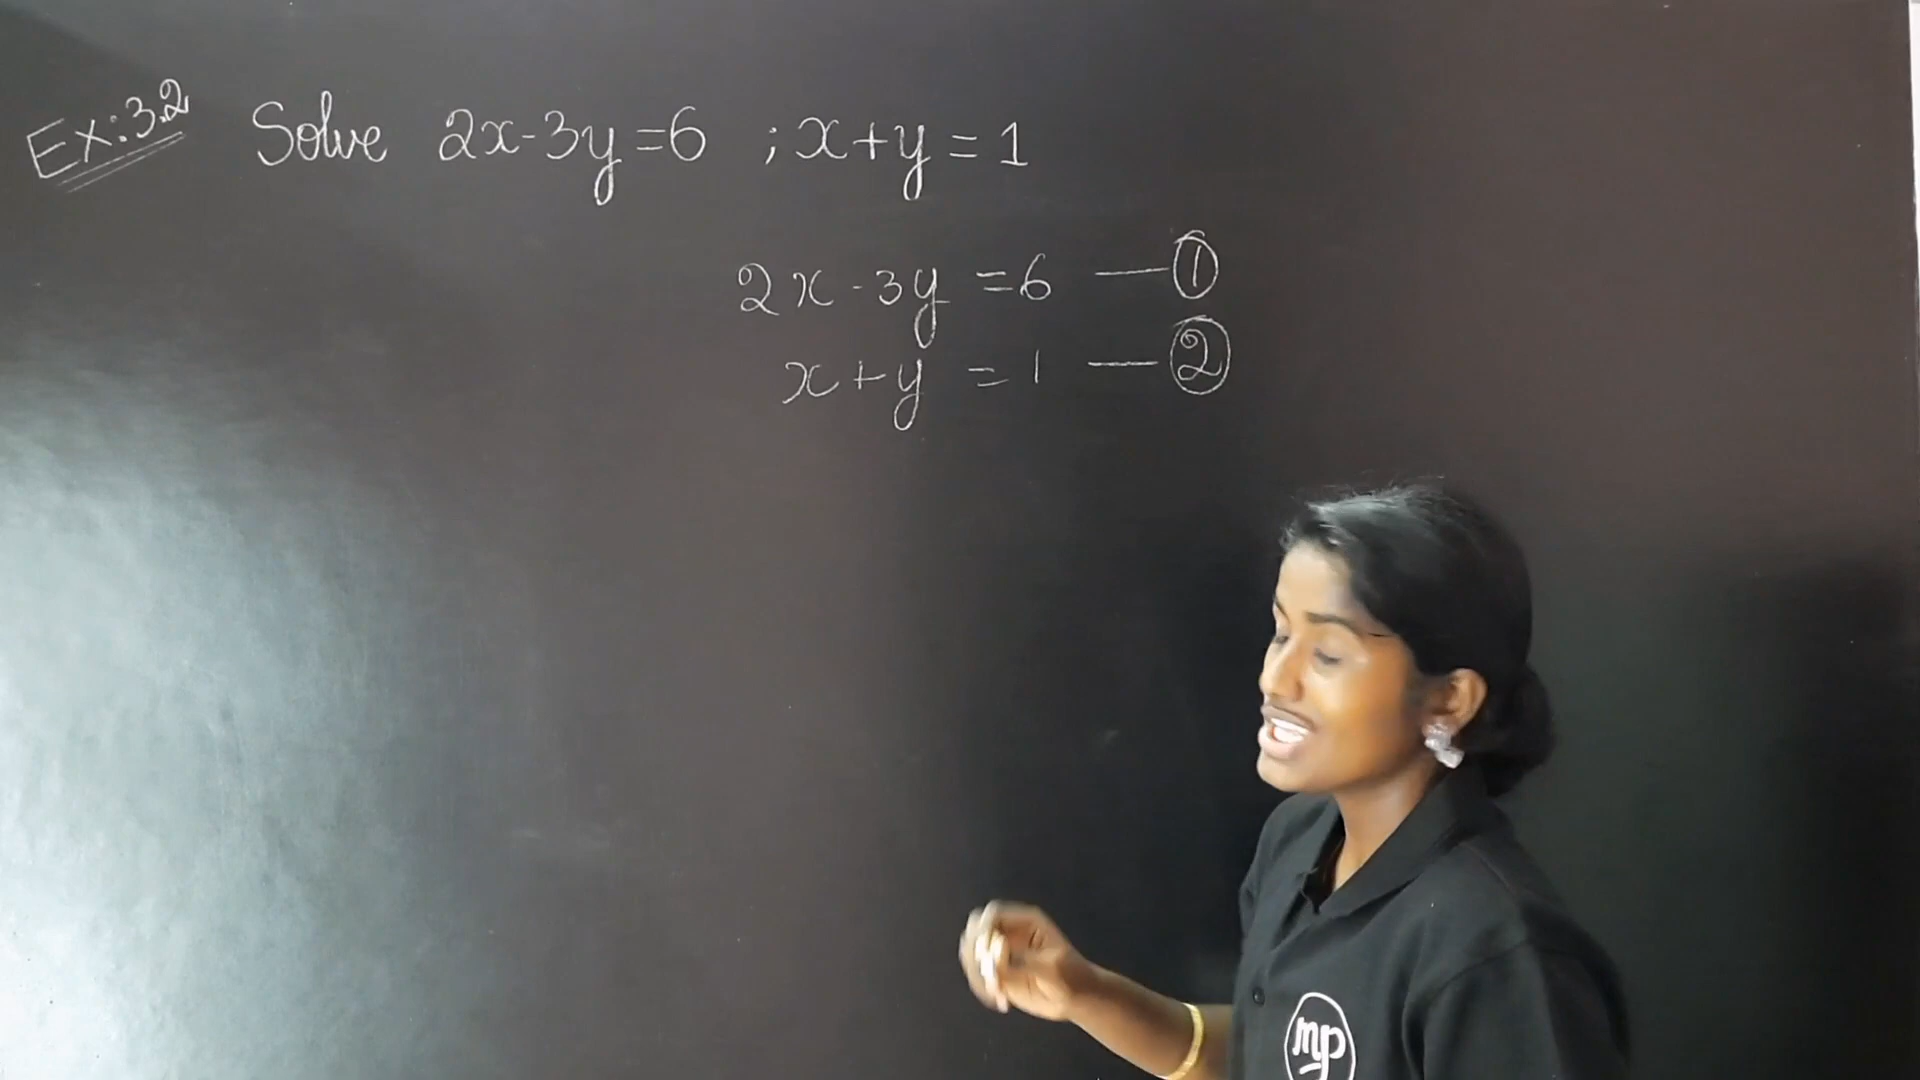 Ex:3.2 Solve 2x-3y=6 ; x+y=1
2x-3y=6 —①
x+y=1 —②
mp